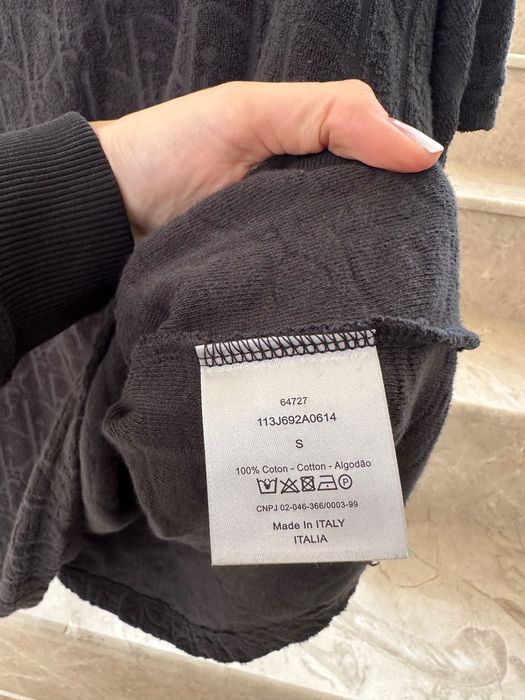 64727
113J692A0614
S
100% Coton - Cotton - Algodão
CNPJ 02-046-366/0003-99
Made In ITALY
ITALIA